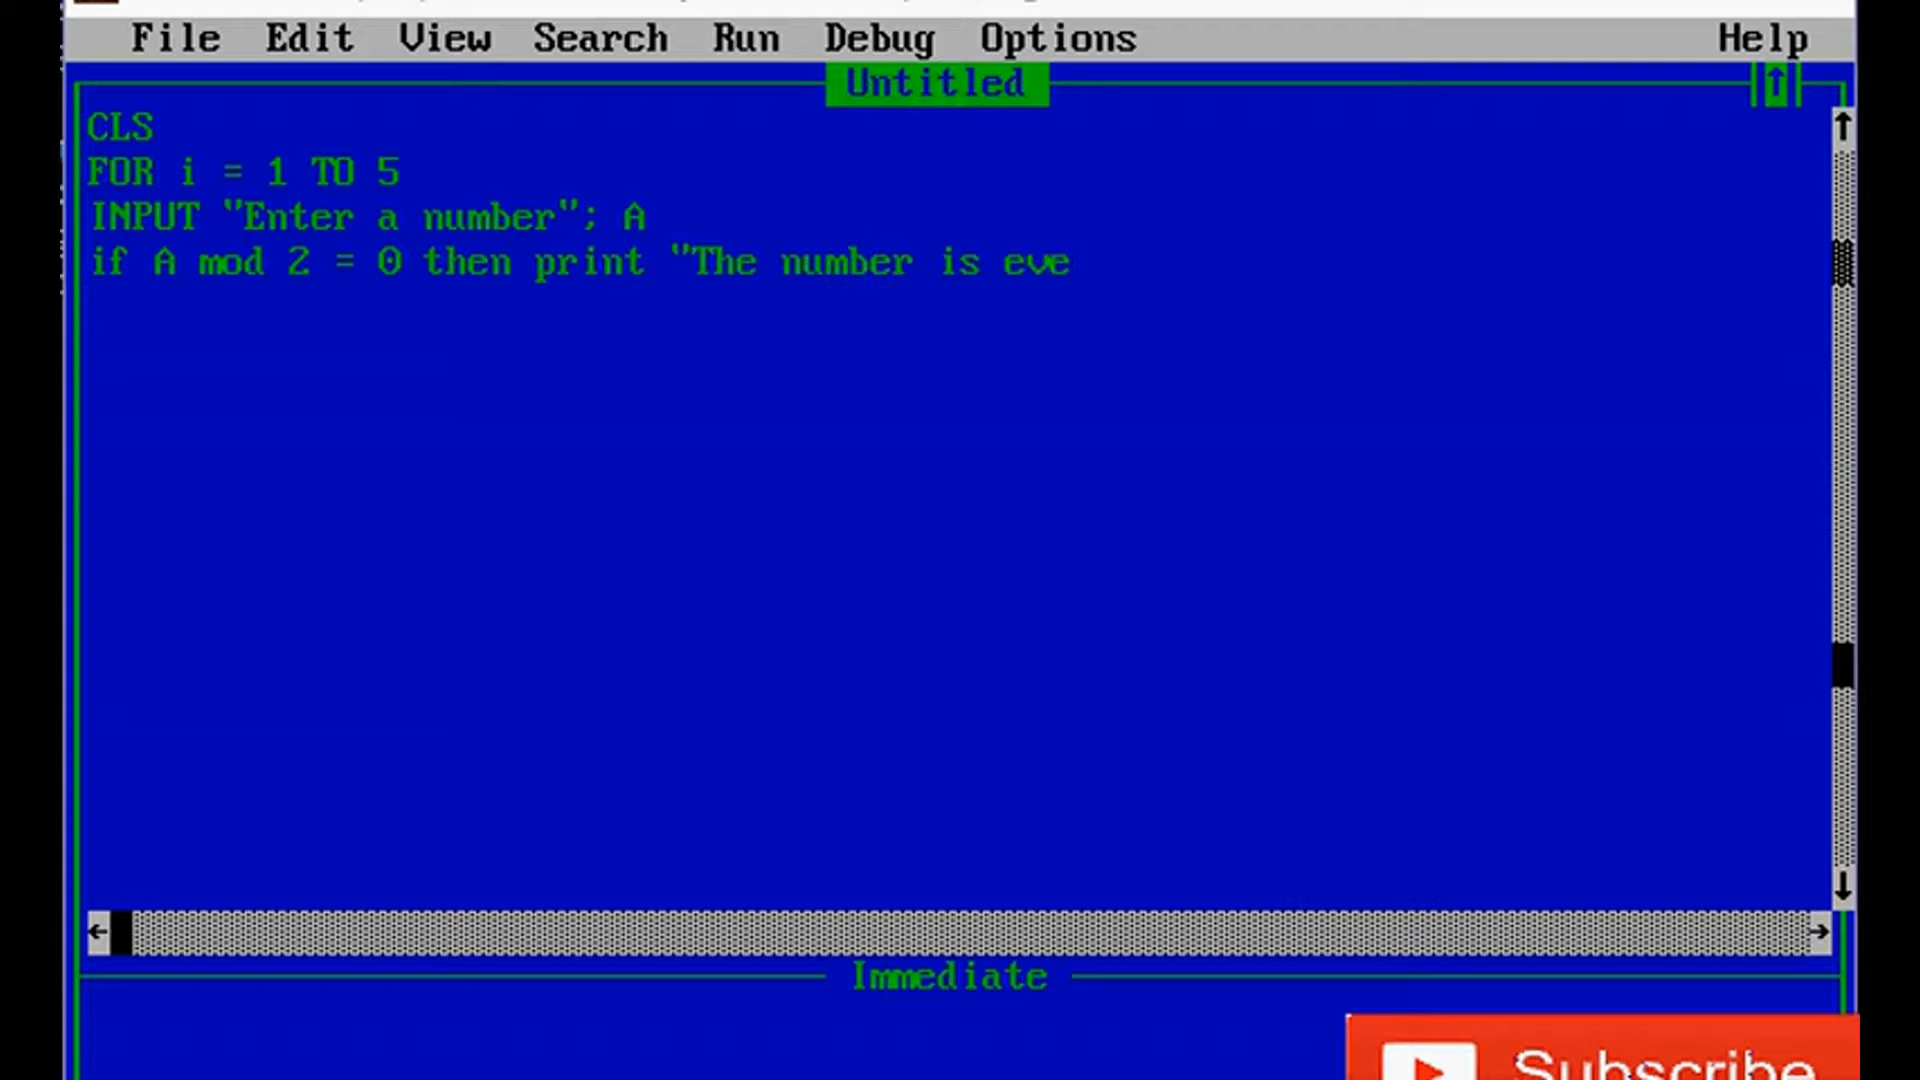 File Edit View Search Run Debug Options Help
Untitled
CLS
FOR i = 1 TO 5
INPUT "Enter a number"; A
if A mod 2 = 0 then print "The number is eve
Immediate
Subscribe